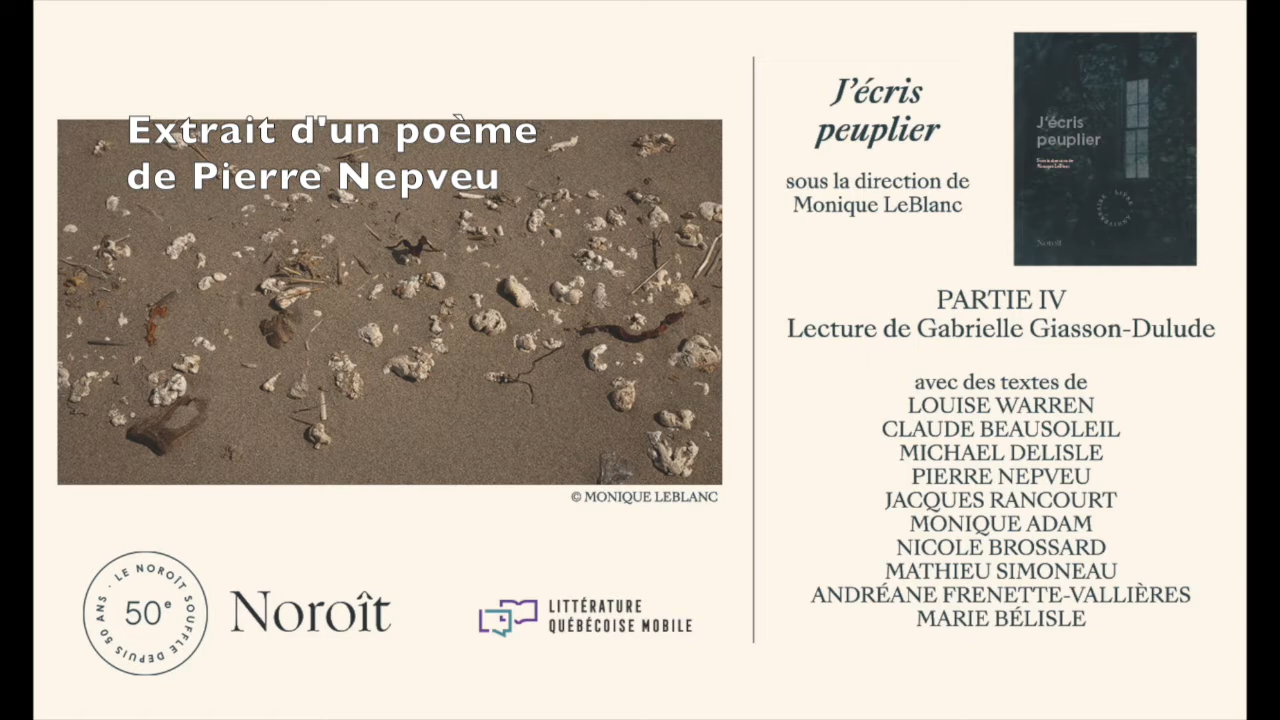 Extrait d'un poème
de Pierre Nepveu
© MONIQUE LEBLANC
LE NOROÎT SOUFFLE DEPUIS 50 ANS ·
50e
Noroît
LITTÉRATURE
QUÉBÉCOISE MOBILE
J'écris
peuplier
sous la direction de
Monique LeBlanc
J'écris
peuplier
Noroît
PARTIE IV
Lecture de Gabrielle Giasson-Dulude
avec des textes de
LOUISE WARREN
CLAUDE BEAUSOLEIL
MICHAEL DELISLE
PIERRE NEPVEU
JACQUES RANCOURT
MONIQUE ADAM
NICOLE BROSSARD
MATHIEU SIMONEAU
ANDRÉANE FRENETTE-VALLIÈRES
MARIE BÉLISLE